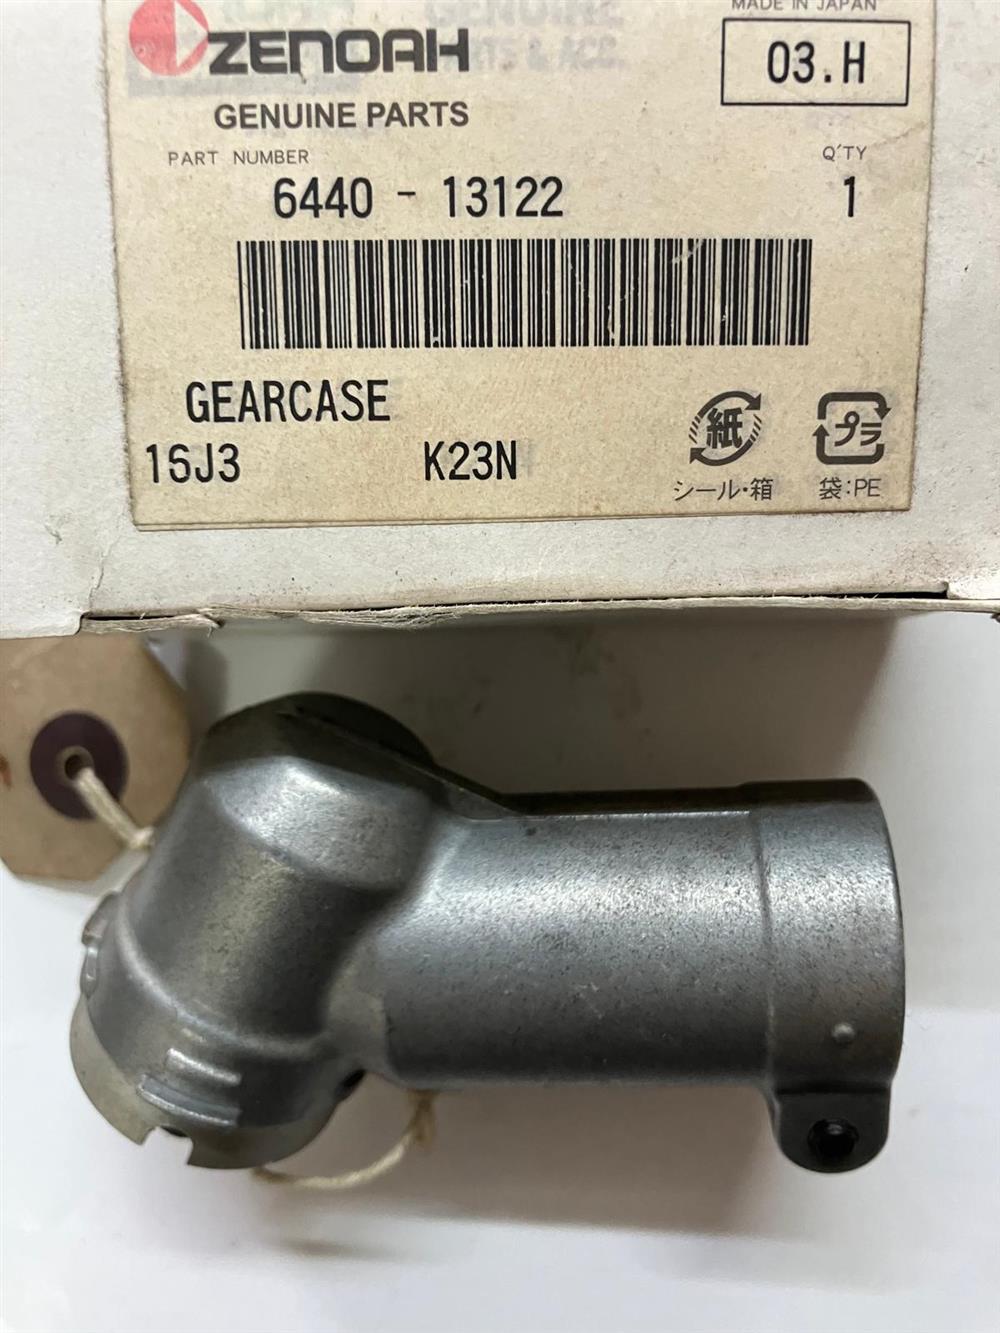 MADE IN JAPAN
ZENOAH
03.H
GENUINE PARTS
PART NUMBER
Q'TY
6440 - 13122
1
GEARCASE
16J3
K23N
紙
プラ
シール・箱
袋:PE